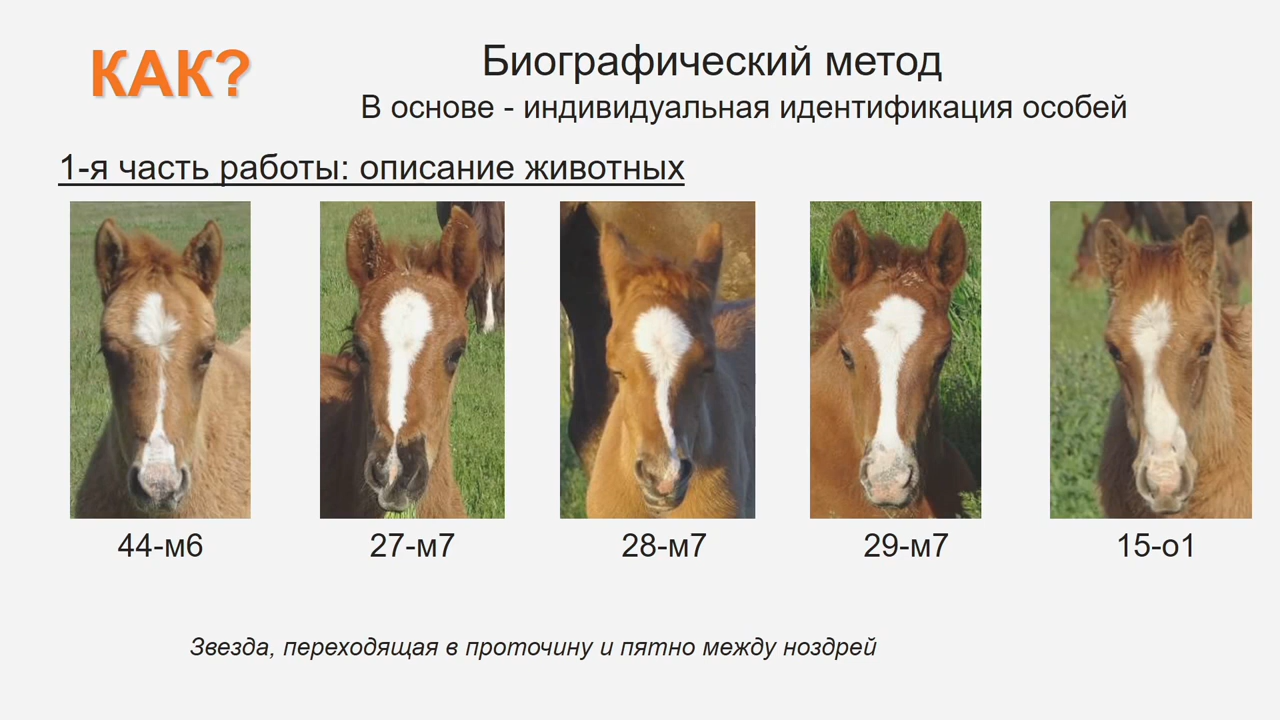 КАК?
Биографический метод
В основе - индивидуальная идентификация особей
1-я часть работы: описание животных
44-м6
27-м7
28-м7
29-м7
15-о1
Звезда, переходящая в проточину и пятно между ноздрей